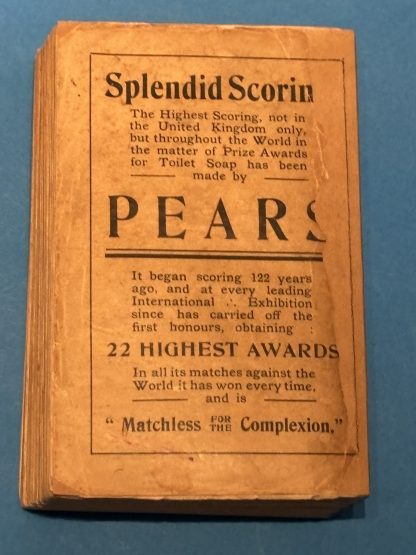 Splendid Scorin
The Highest Scoring, not in
the United Kingdom only,
but throughout the World in
the matter of Prize Awards
for Toilet Soap has been
made by
PEARS
It began scoring 122 years
ago, and at every leading
International ∴ Exhibition
since has carried off the
first honours, obtaining :
22 HIGHEST AWARDS
In all its matches against the
World it has won every time,
and is
“ Matchless FOR THE Complexion.”